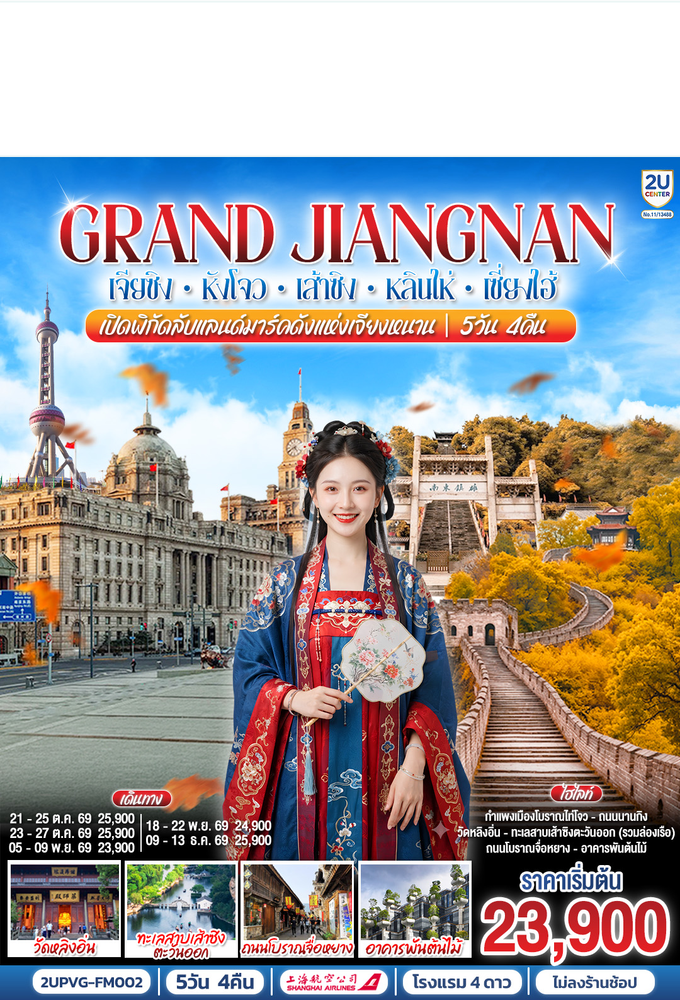 2U
CENTER
No.11/13488
GRAND JIANGNAN
เจียซิง • หังโจว • เส้าซิง • หลินไห่ • เซี่ยงไฮ้
เปิดพิกัดลับแลนด์มาร์คดังแห่งเจียงหนาน | 5วัน 4คืน
เดินทาง
21 - 25 ต.ค. 69 25,900
23 - 27 ต.ค. 69 25,900
05 - 09 พ.ย. 69 23,900
18 - 22 พ.ย. 69 24,900
09 - 13 ธ.ค. 69 25,900
ไฮไลท์
กำแพงเมืองโบราณไท่โจว - ถนนนานกิง
วัดหลิงอิ่น - ทะเลสาบเส้าซิงตะวันออก (รวมล่องเรือ)
ถนนโบราณจื่อหยาง - อาคารพันต้นไม้
วัดหลิงอิ่น
ทะเลสาบเส้าซิง
ตะวันออก
ถนนโบราณจื่อหยาง
อาคารพันต้นไม้
ราคาเริ่มต้น
23,900
2UPVG-FM002
5วัน 4คืน
上海航空公司
SHANGHAI AIRLINES
โรงแรม 4 ดาว
ไม่ลงร้านช้อป